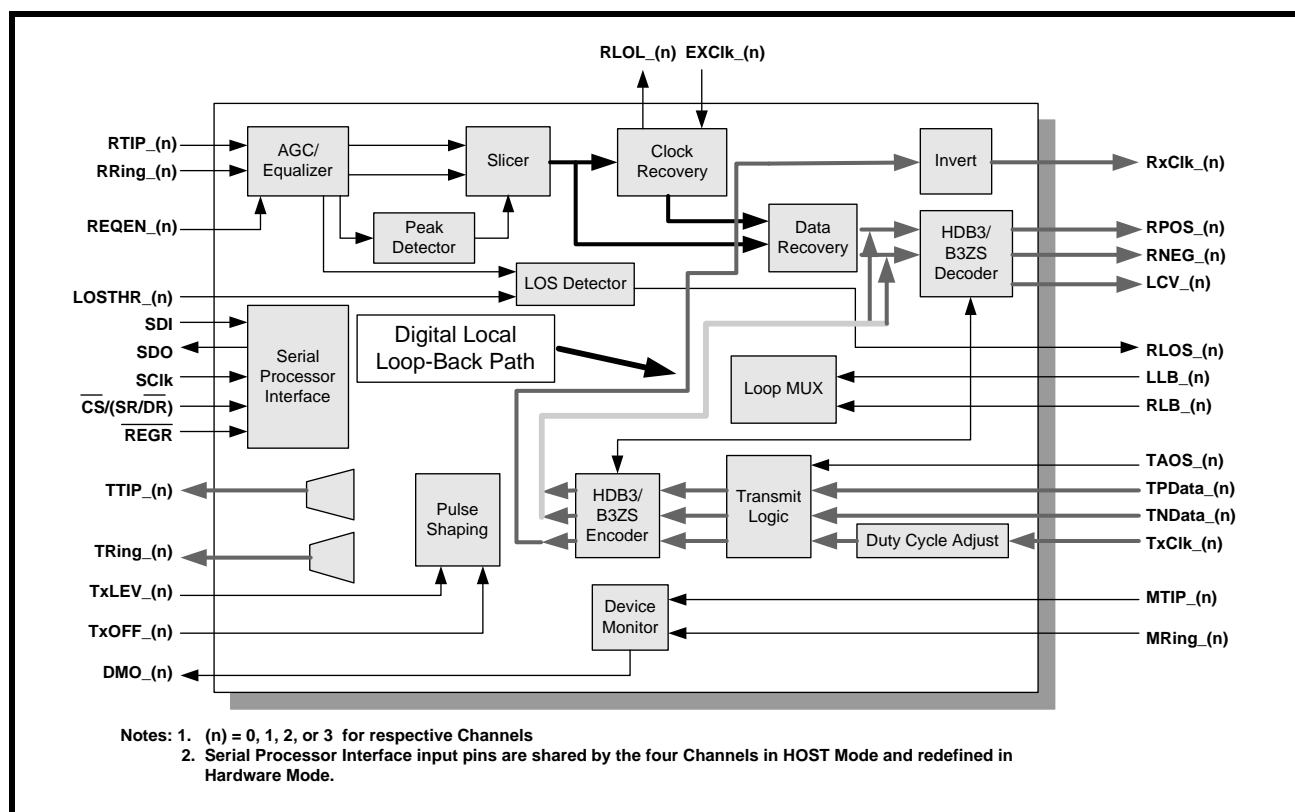 RLOL_(n) EXClk_(n)
RTIP_(n)
RRing_(n)
REQEN_(n)
LOSTHR_(n)
SDI
SDO
SClk
CS/(SR/DR)
REGR
TTIP_(n)
TRing_(n)
TxLEV_(n)
TxOFF_(n)
DMO_(n)
AGC/
Equalizer
Slicer
Clock
Recovery
Invert
Peak
Detector
Data
Recovery
HDB3/
B3ZS
Decoder
LOS Detector
Serial
Processor
Interface
Digital Local
Loop-Back Path
Loop MUX
Pulse
Shaping
HDB3/
B3ZS
Encoder
Transmit
Logic
Duty Cycle Adjust
Device
Monitor
RxClk_(n)
RPOS_(n)
RNEG_(n)
LCV_(n)
RLOS_(n)
LLB_(n)
RLB_(n)
TAOS_(n)
TPData_(n)
TNData_(n)
TxClk_(n)
MTIP_(n)
MRing_(n)
Notes: 1. (n) = 0, 1, 2, or 3 for respective Channels
2. Serial Processor Interface input pins are shared by the four Channels in HOST Mode and redefined in
Hardware Mode.